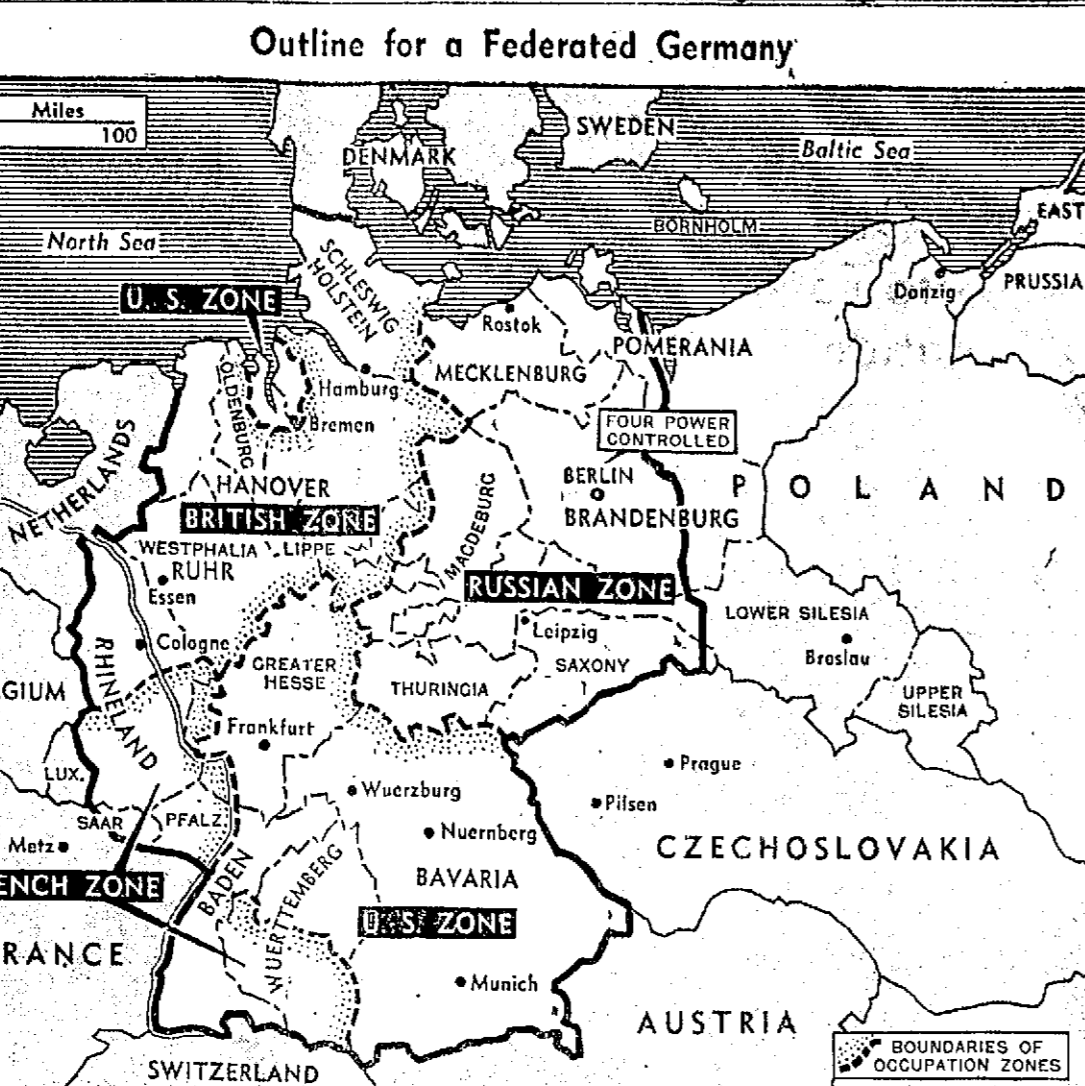 Outline for a Federated Germany
Miles
100
SWEDEN
DENMARK
Baltic Sea
EAST
BORNHOLM
North Sea
SCHLESWIG
HOLSTEIN
Danzig
PRUSSIA
U. S. ZONE
Rostok
POMERANIA
MECKLENBURG
OLDENBURG
Hamburg
Bremen
FOUR POWER
CONTROLLED
NETHERLANDS
HANOVER
BERLIN
POLAND
BRITISH ZONE
MAGDEBURG
BRANDENBURG
WESTPHALIA
LIPPE
RUHR
Essen
RUSSIAN ZONE
LOWER SILESIA
Leipzig
Cologne
Breslau
RHINELAND
GREATER
HESSE
SAXONY
THURINGIA
GIUM
UPPER
SILESIA
Frankfurt
LUX.
Prague
Wuerzburg
Pilsen
SAAR
PFALZ
Metz
Nuernberg
CZECHOSLOVAKIA
ENCH ZONE
BADEN
WUERTTEMBERG
BAVARIA
U. S. ZONE
RANCE
Munich
AUSTRIA
SWITZERLAND
BOUNDARIES OF
OCCUPATION ZONES